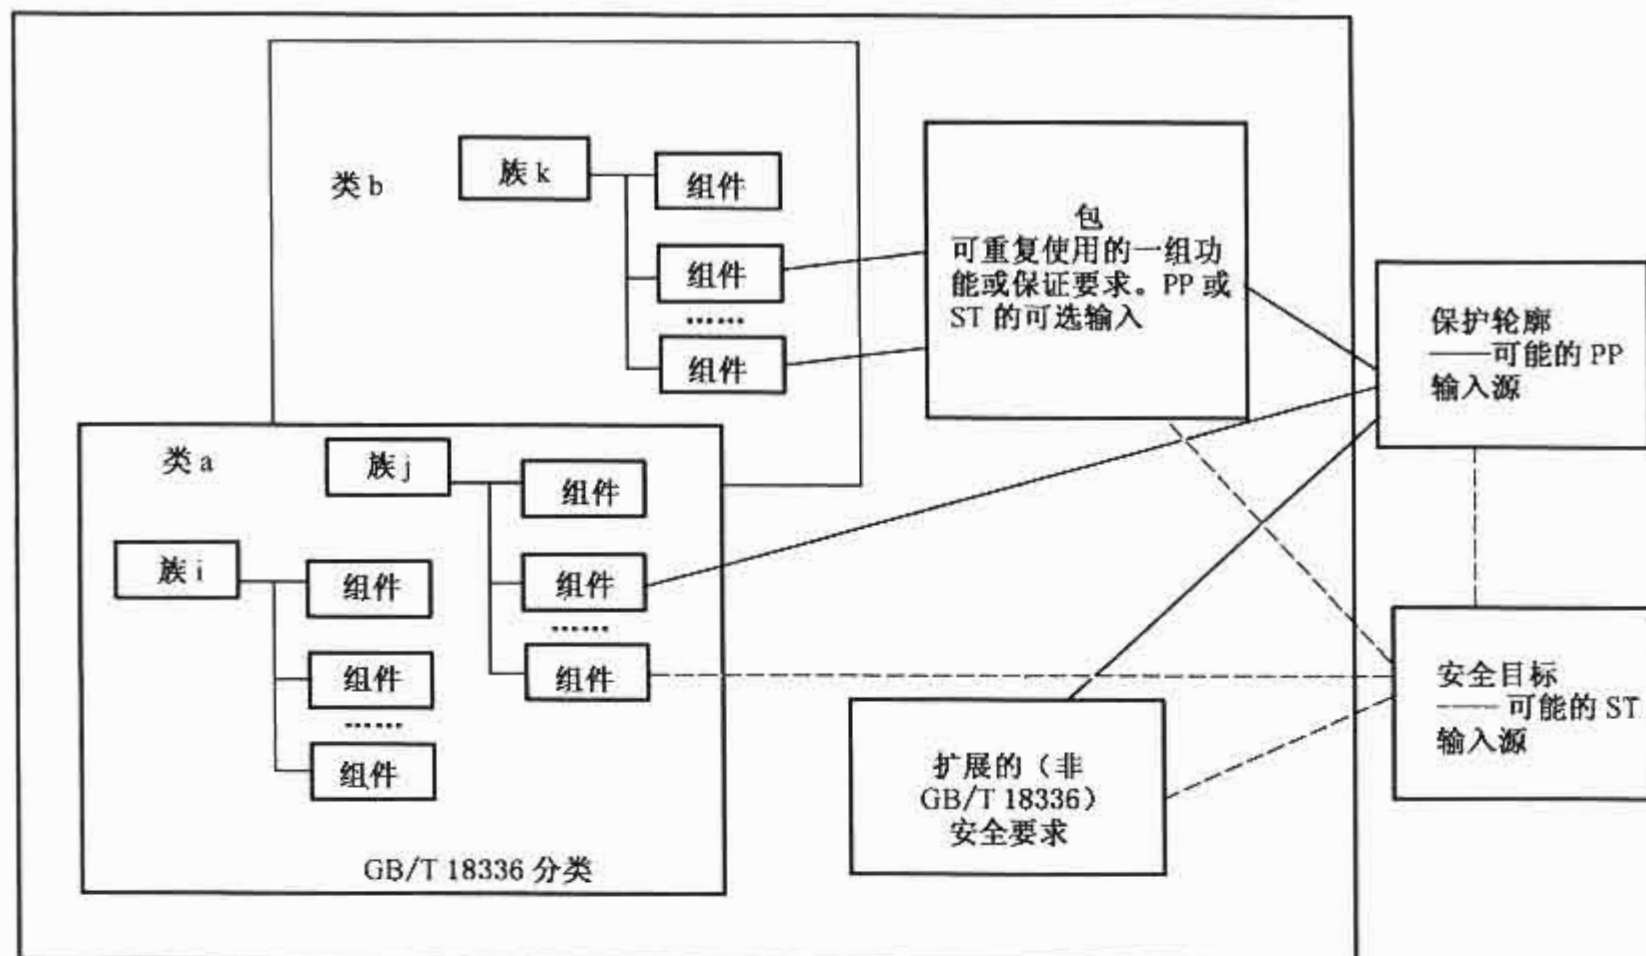 类 b
族 k
组件
组件
……
组件
包
可重复使用的一组功
能或保证要求。PP 或
ST 的可选输入
保护轮廓
——可能的 PP
输入源
类 a
族 j
组件
组件
……
组件
族 i
组件
组件
……
组件
GB/T 18336 分类
扩展的（非
GB/T 18336）
安全要求
安全目标
---- 可能的 ST
输入源